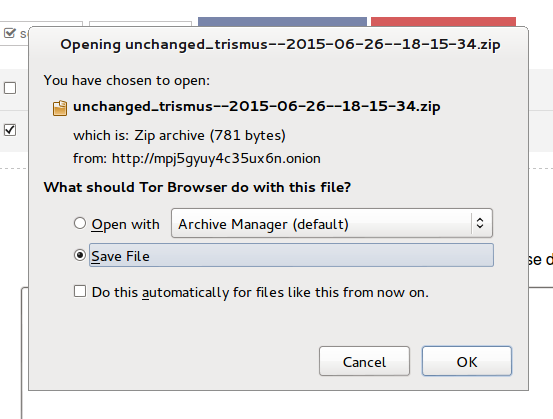 Opening unchanged_trismus--2015-06-26--18-15-34.zip
You have chosen to open:
unchanged_trismus--2015-06-26--18-15-34.zip
which is: Zip archive (781 bytes)
from: http://mpj5gyuy4c35ux6n.onion
What should Tor Browser do with this file?
Open with Archive Manager (default)
Save File
Do this automatically for files like this from now on.
Cancel OK